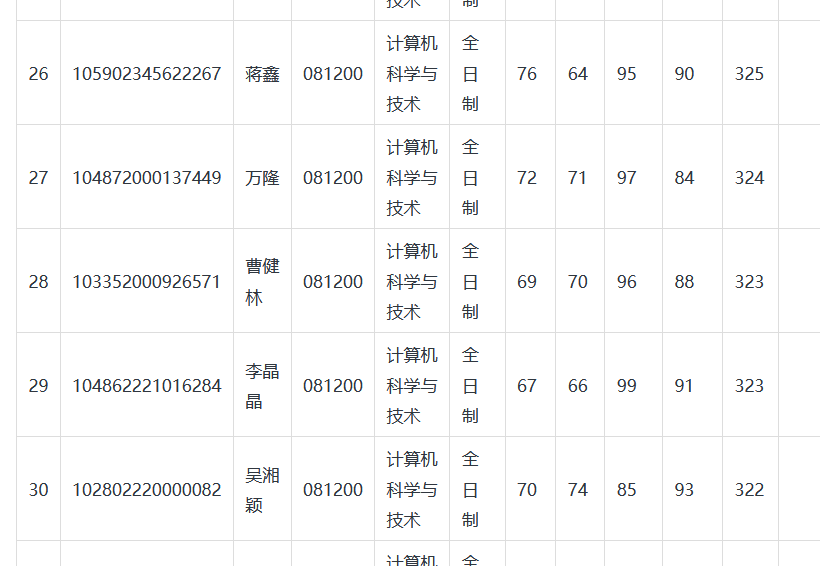 技术 制
26 105902345622267 蒋鑫 081200 计算机科学与技术 全日制 76 64 95 90 325
27 104872000137449 万隆 081200 计算机科学与技术 全日制 72 71 97 84 324
28 103352000926571 曹健林 081200 计算机科学与技术 全日制 69 70 96 88 323
29 104862221016284 李晶晶 081200 计算机科学与技术 全日制 67 66 99 91 323
30 102802220000082 吴湘颖 081200 计算机科学与技术 全日制 70 74 85 93 322
计算机 全